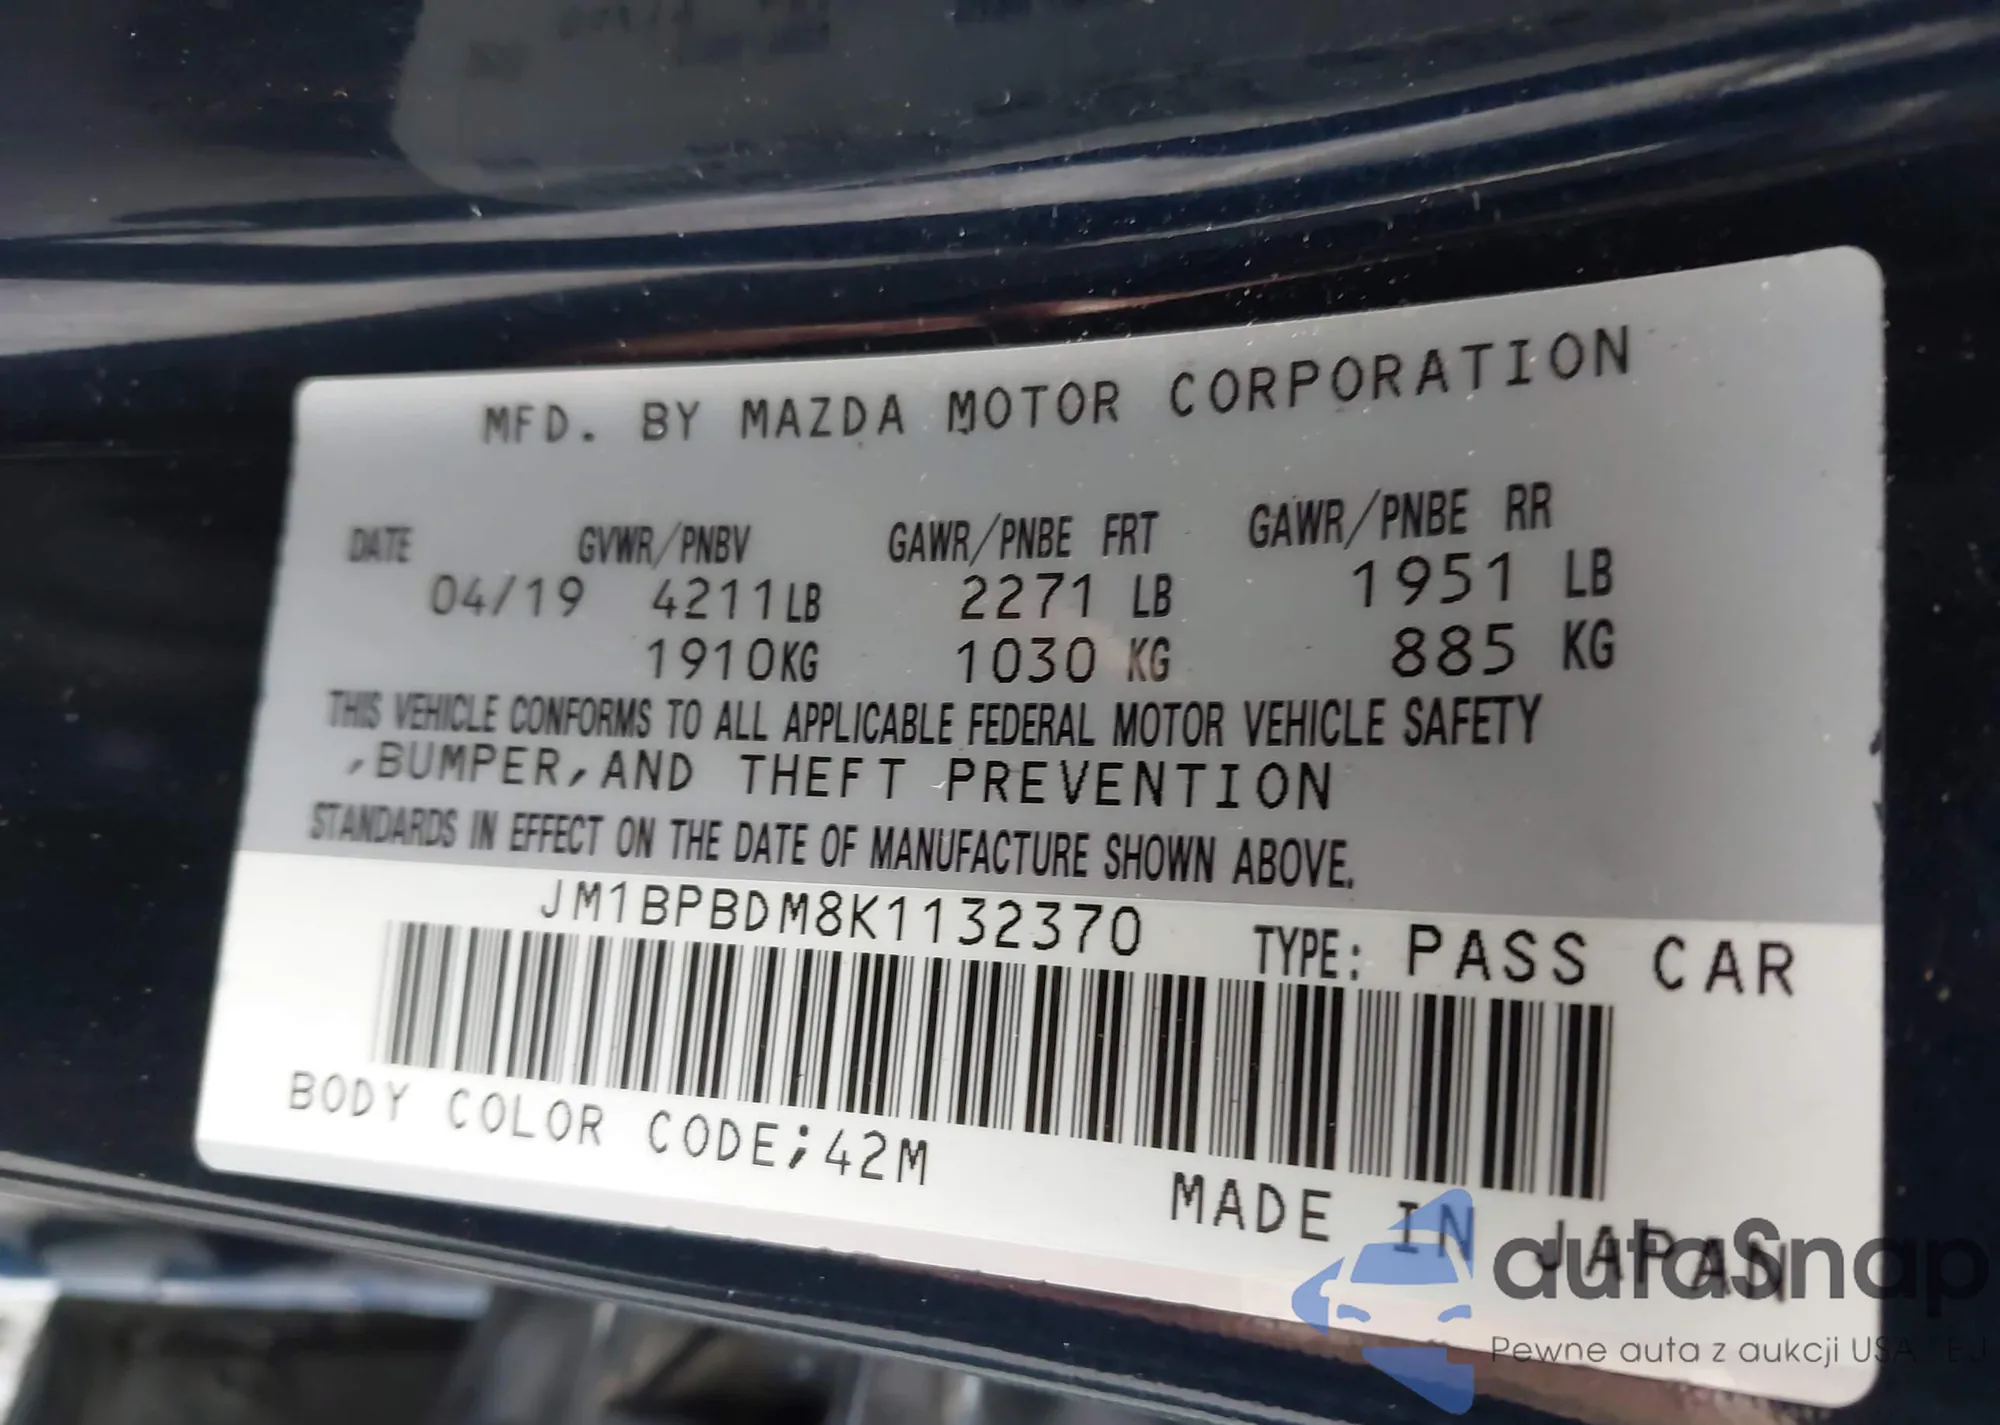 MFD. BY MAZDA MOTOR CORPORATION
DATE GVWR/PNBV GAWR/PNBE FRT GAWR/PNBE RR
04/19 4211LB 2271 LB 1951 LB
1910KG 1030 KG 885 KG
THIS VEHICLE CONFORMS TO ALL APPLICABLE FEDERAL MOTOR VEHICLE SAFETY
,BUMPER,AND THEFT PREVENTION
STANDARDS IN EFFECT ON THE DATE OF MANUFACTURE SHOWN ABOVE.
JM1BPBDM8K1132370 TYPE: PASS CAR
BODY COLOR CODE;42M
MADE IN JAPAN
autaSnap
Pewne auta z aukcji USA